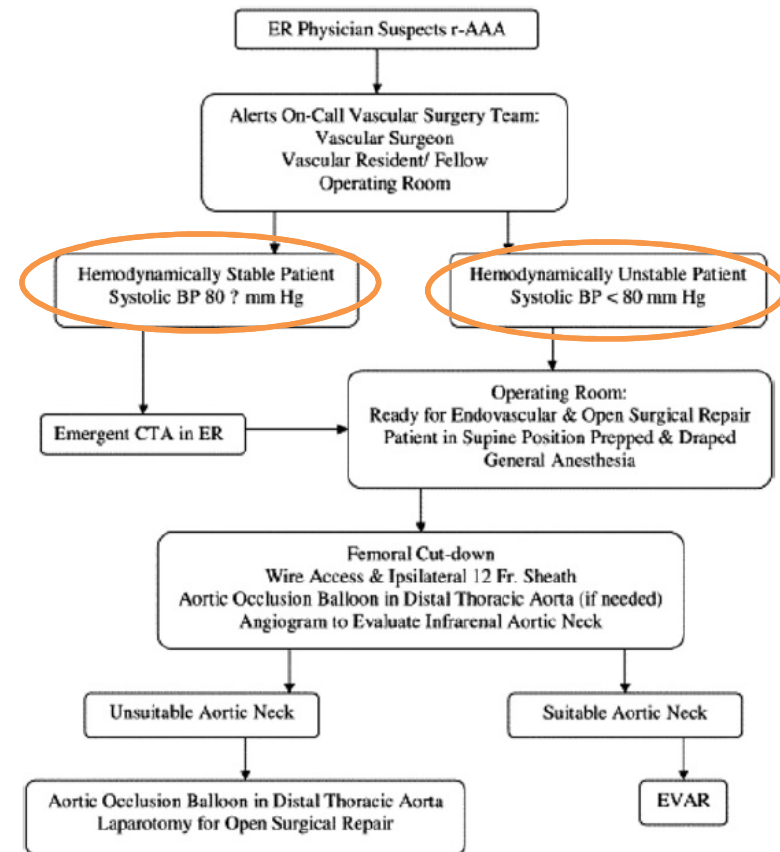 ER Physician Suspects r-AAA
Alerts On-Call Vascular Surgery Team:
Vascular Surgeon
Vascular Resident/ Fellow
Operating Room
Hemodynamically Stable Patient
Systolic BP 80 ? mm Hg
Hemodynamically Unstable Patient
Systolic BP < 80 mm Hg
Emergent CTA in ER
Operating Room:
Ready for Endovascular & Open Surgical Repair
Patient in Supine Position Prepped & Draped
General Anesthesia
Femoral Cut-down
Wire Access & Ipsilateral 12 Fr. Sheath
Aortic Occlusion Balloon in Distal Thoracic Aorta (if needed)
Angiogram to Evaluate Infrarenal Aortic Neck
Unsuitable Aortic Neck
Suitable Aortic Neck
Aortic Occlusion Balloon in Distal Thoracic Aorta
Laparotomy for Open Surgical Repair
EVAR